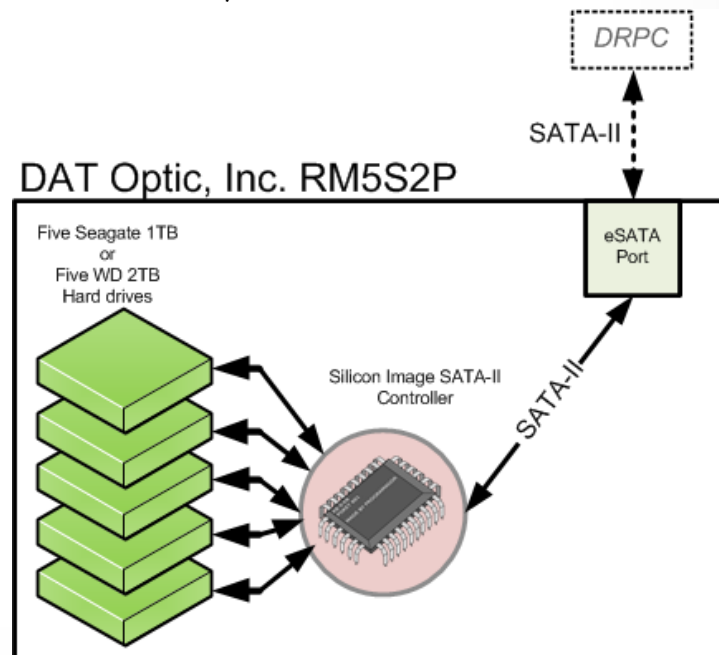 DRPC
SATA-II
DAT Optic, Inc. RM5S2P
Five Seagate 1TB
or
Five WD 2TB
Hard drives
eSATA
Port
Silicon Image SATA-II
Controller
SATA-II